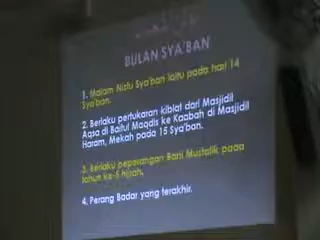 BULAN SYA'BAN
1. Malam Nisfu Sya'ban iaitu pada hari 14
Sya'ban.
2. Berlaku pertukaran kiblat dari Masjidil
Aqsa di Baitul Maqdis ke Kaabah di Masjidil
Haram, Mekah pada 15 Sya'ban.
3. Berlaku peperangan Bani Mustalik pada
tahun ke-5 hijrah.
4. Perang Badar yang terakhir.